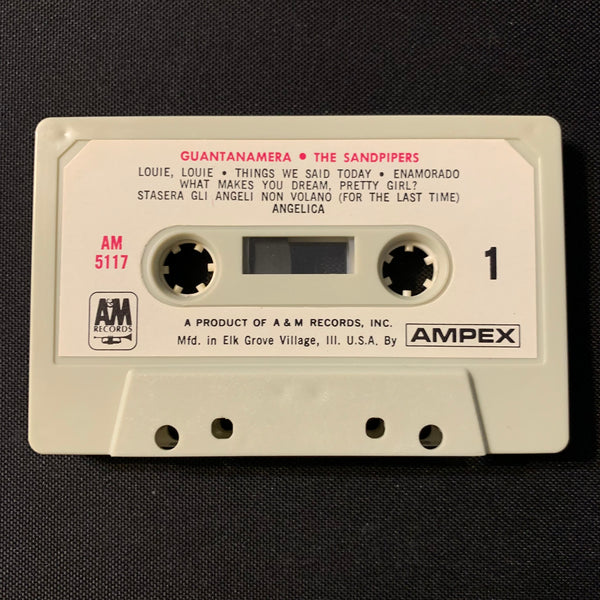 GUANTANAMERA • THE SANDPIPERS
LOUIE, LOUIE • THINGS WE SAID TODAY • ENAMORADO
WHAT MAKES YOU DREAM, PRETTY GIRL?
STASERA GLI ANGELI NON VOLANO (FOR THE LAST TIME)
ANGELICA
AM
5117
1
A&M
RECORDS
A PRODUCT OF A & M RECORDS, INC.
Mfd. in Elk Grove Village, Ill. U.S.A. By AMPEX